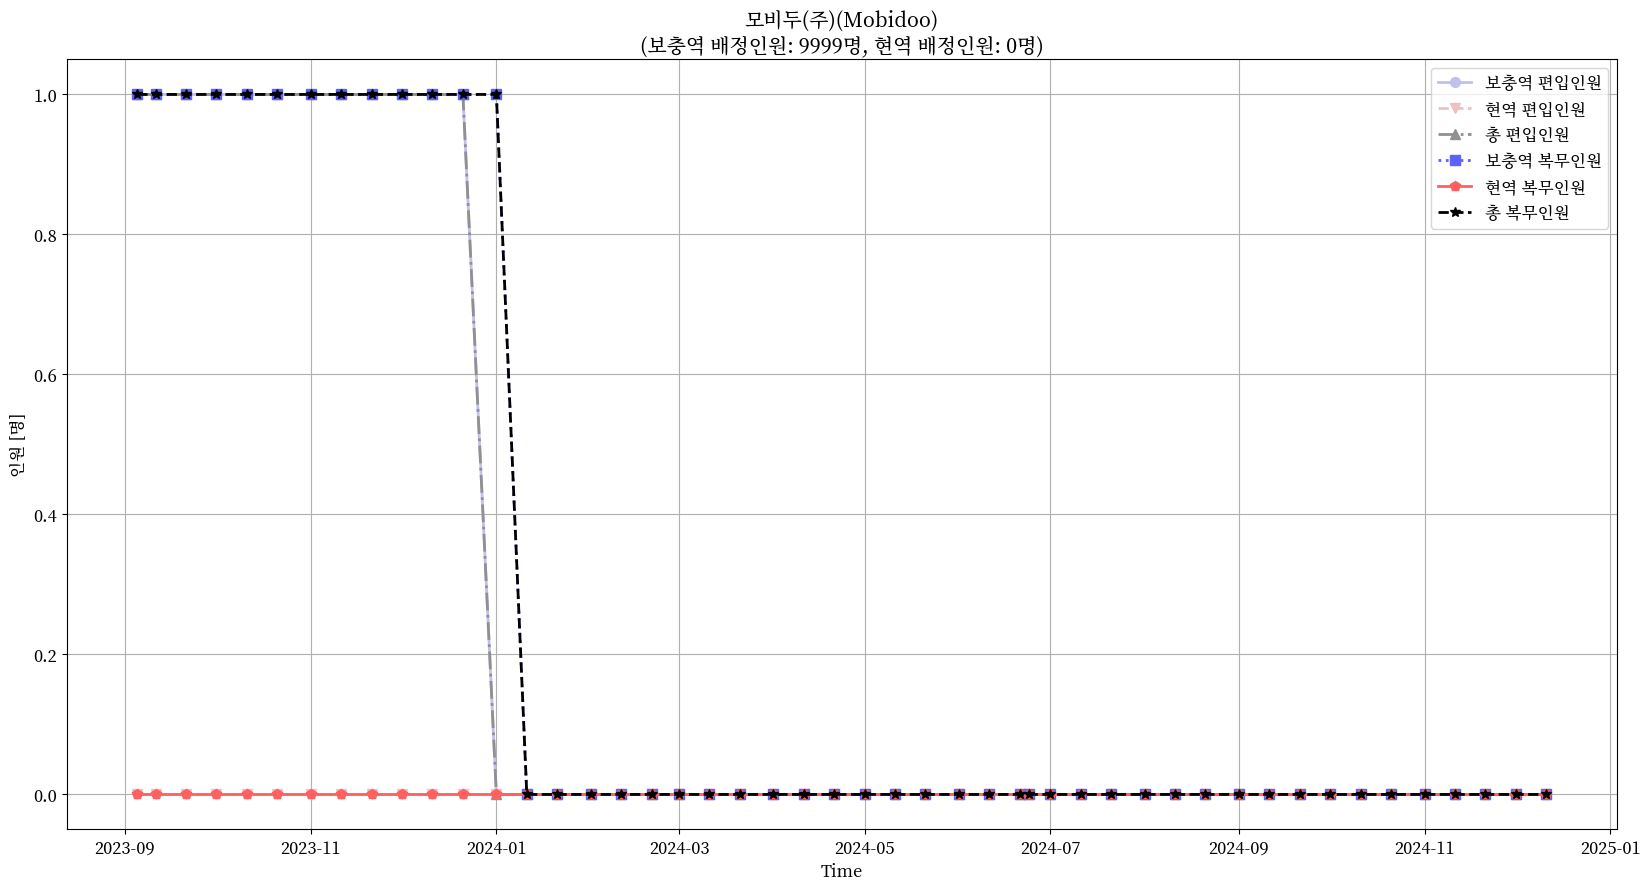 모비두(주)(Mobidoo)
(보충역 배정인원: 9999명, 현역 배정인원: 0명)
보충역 편입인원
현역 편입인원
총 편입인원
보충역 복무인원
현역 복무인원
총 복무인원
인원 [명]
1.0
0.8
0.6
0.4
0.2
0.0
2023-09
2023-11
2024-01
2024-03
2024-05
2024-07
2024-09
2024-11
2025-01
Time